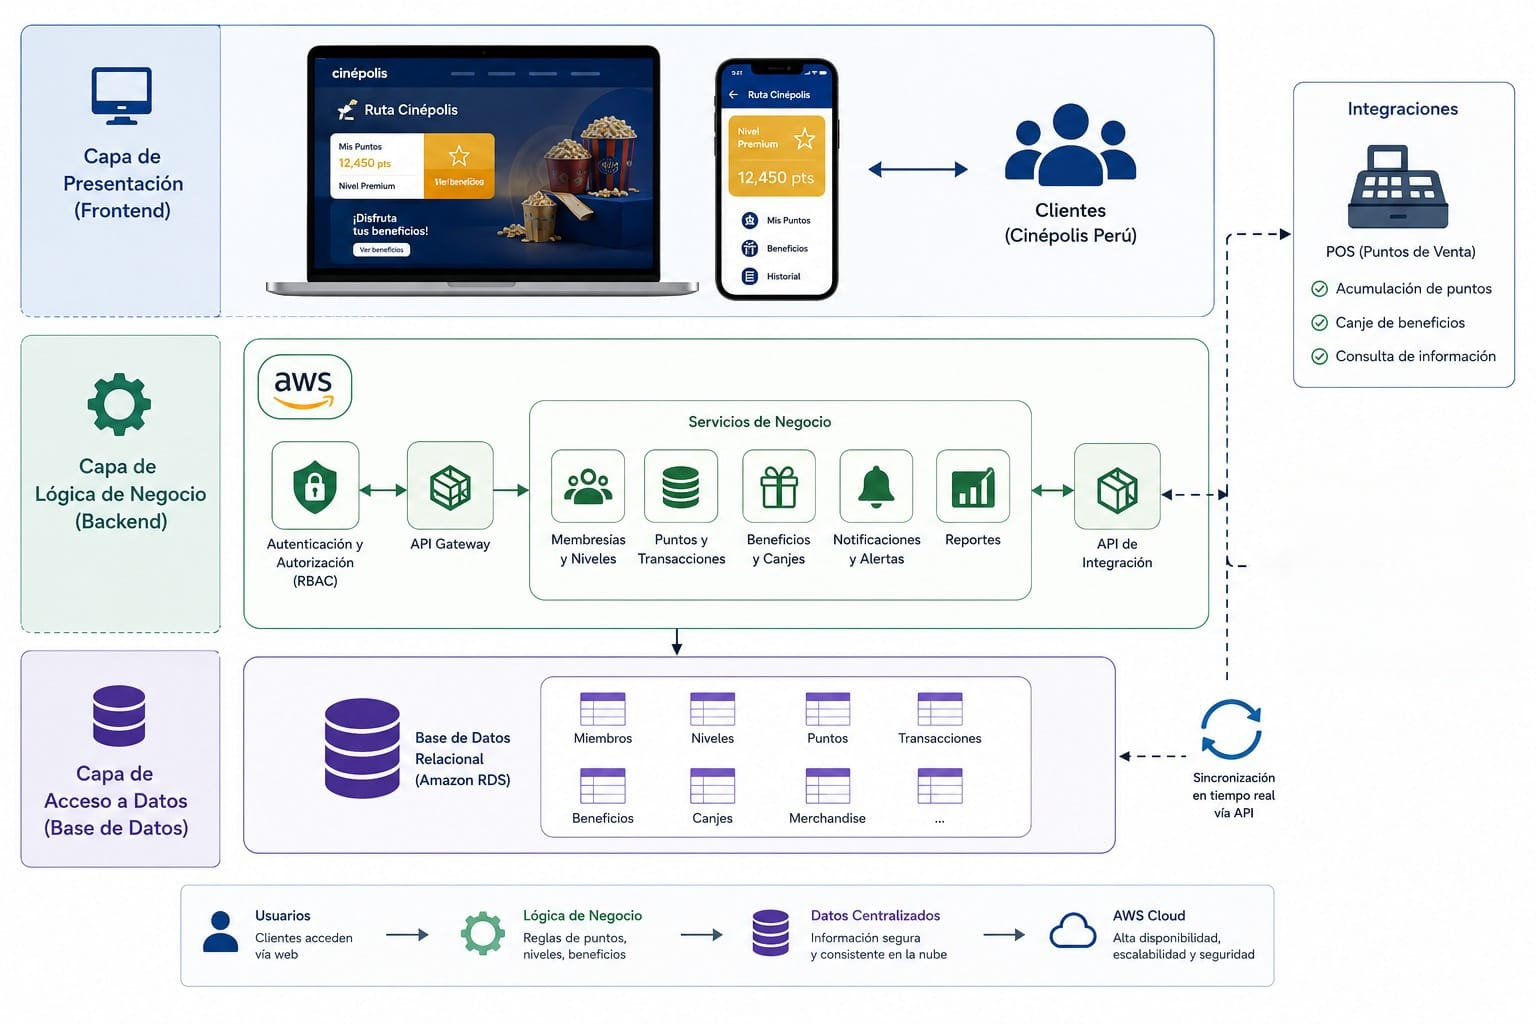 Capa de
Presentación
(Frontend)
cinépolis
Ruta Cinépolis
Mis Puntos
12,450 pts
Nivel Premium
¡Disfruta
tus beneficios!
Ver beneficios
Ruta Cinépolis
Nivel
Premium
12,450 pts
Mis Puntos
Beneficios
Historial
Clientes
(Cinépolis Perú)
Integraciones
POS (Puntos de Venta)
Acumulación de puntos
Canje de beneficios
Consulta de información
Capa de
Lógica de Negocio
(Backend)
aws
Autenticación y
Autorización
(RBAC)
API Gateway
Servicios de Negocio
Membresías
y Niveles
Puntos y
Transacciones
Beneficios
y Canjes
Notificaciones
y Alertas
Reportes
API de
Integración
Capa de
Acceso a Datos
(Base de Datos)
Base de Datos
Relacional
(Amazon RDS)
Miembros
Niveles
Puntos
Transacciones
Beneficios
Canjes
Merchandise
...
Sincronización
en tiempo real
vía API
Usuarios
Clientes acceden
vía web
Lógica de Negocio
Reglas de puntos,
niveles, beneficios
Datos Centralizados
Información segura
y consistente en la nube
AWS Cloud
Alta disponibilidad,
escalabilidad y seguridad